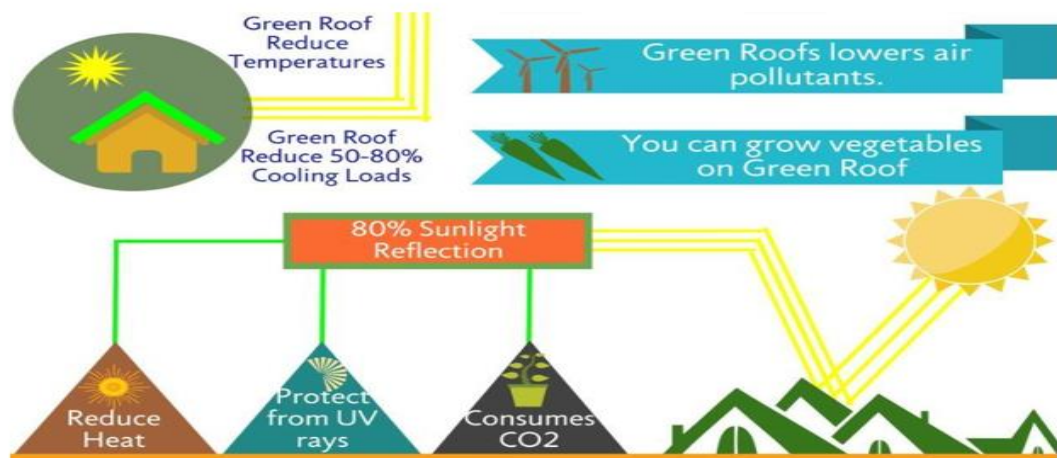 Green Roof
Reduce
Temperatures
Green Roof
Reduce 50-80%
Cooling Loads
Green Roofs lowers air
pollutants.
You can grow vegetables
on Green Roof
80% Sunlight
Reflection
Reduce
Heat
Protect
from UV
rays
Consumes
CO2